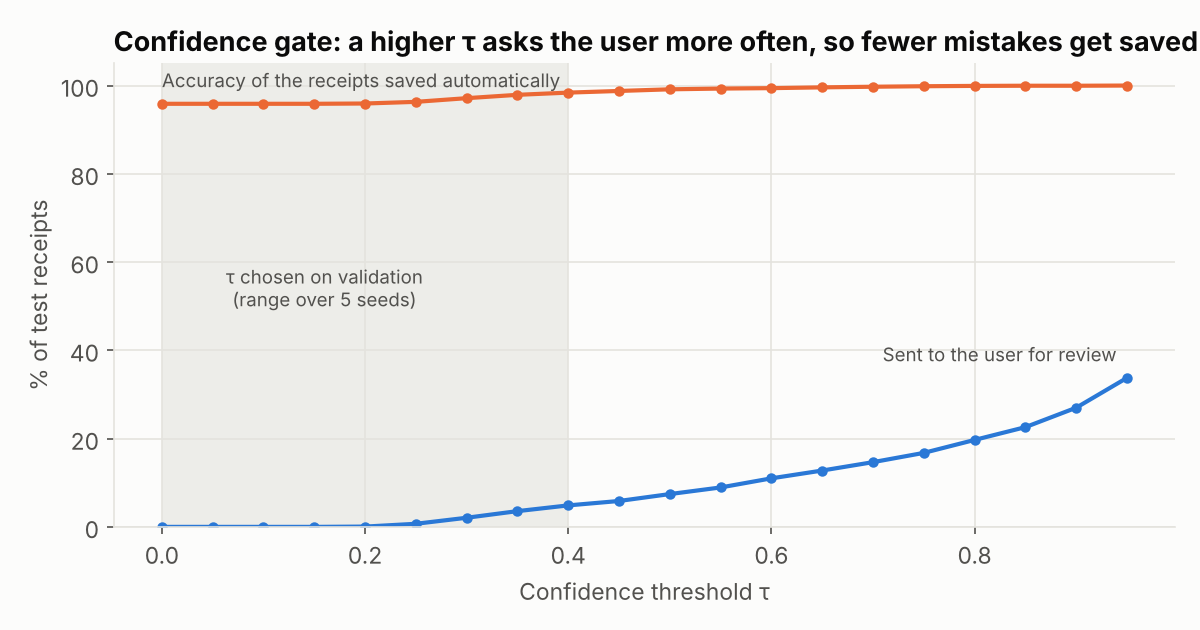 Confidence gate: a higher τ asks the user more often, so fewer mistakes get saved
Accuracy of the receipts saved automatically
100
80
60
40
20
0
% of test receipts
τ chosen on validation
(range over 5 seeds)
Sent to the user for review
0.0 0.2 0.4 0.6 0.8
Confidence threshold τ